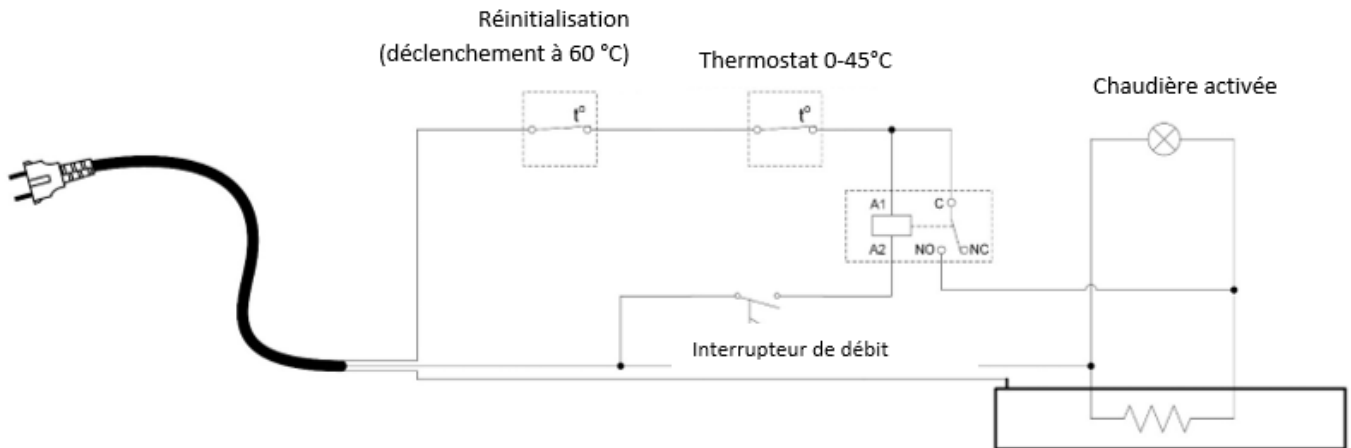 Réinitialisation
(déclenchement à 60 °C)
Thermostat 0-45°C
Chaudière activée
t°
t°
A1
C
A2
NO
NC
Interrupteur de débit